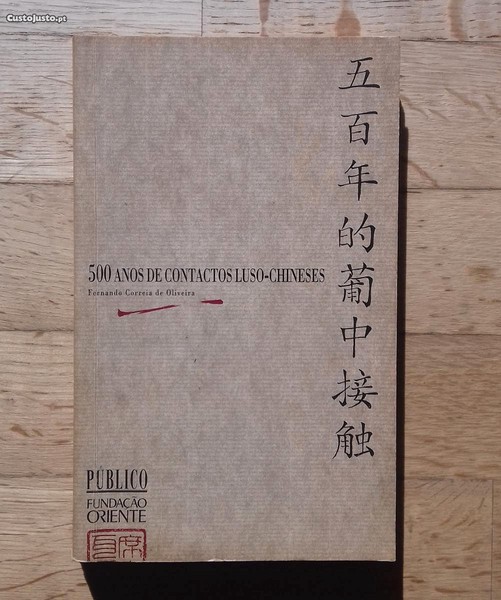 CustoJusto.pt
五百年的葡中接触
500 ANOS DE CONTACTOS LUSO-CHINESES
Fernando Correia de Oliveira
PÚBLICO
FUNDAÇÃO
ORIENTE